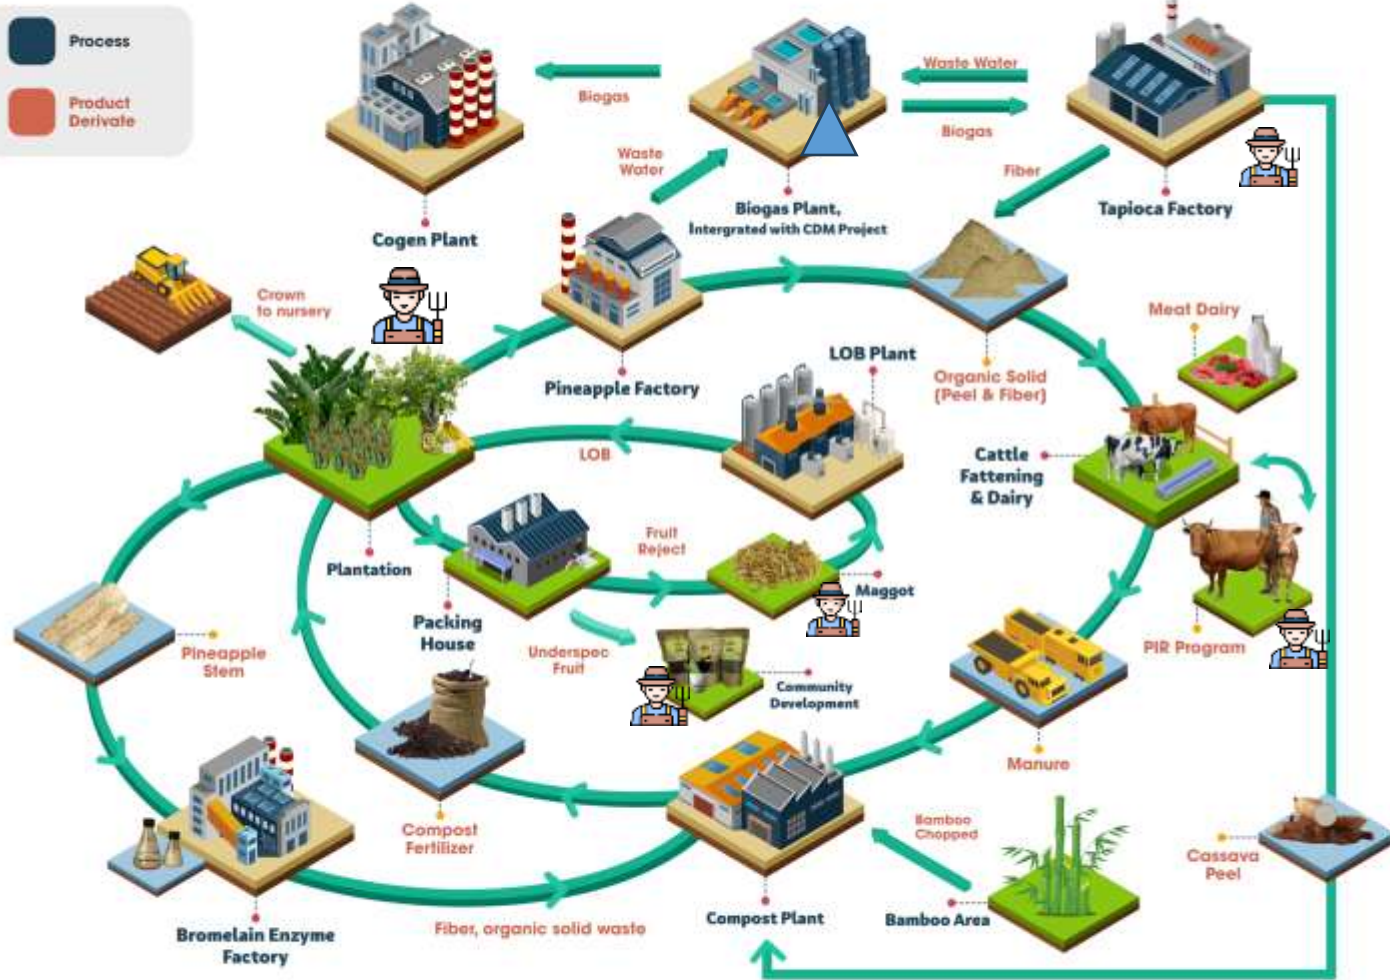 Process
Product
Derivate
Biogas
Waste Water
Biogas
Waste
Water
Fiber
Cogen Plant
Biogas Plant,
Intergrated with CDM Project
Tapioca Factory
Crown
to nursery
Meat Dairy
Pineapple Factory
LOB Plant
Organic Solid
(Peel & Fiber)
LOB
Cattle
Fattening
& Dairy
Plantation
Fruit
Reject
Maggot
Packing
House
Underspec
Fruit
Pineapple
Stem
PIR Program
Community
Development
Manure
Compost
Fertilizer
Bamboo
Chopped
Cassava
Peel
Compost Plant
Bamboo Area
Fiber, organic solid waste
Bromelain Enzyme
Factory